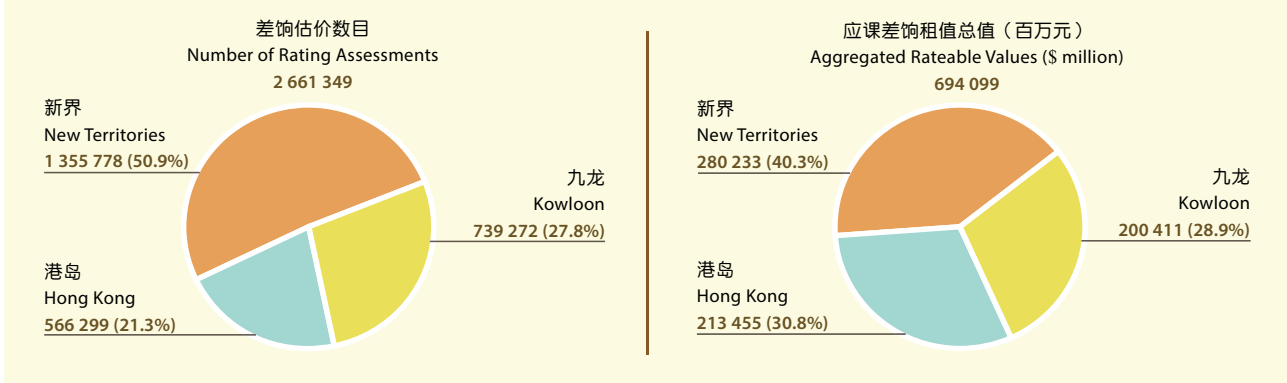 差饷估价数目
Number of Rating Assessments
2 661 349
新界
New Territories
1 355 778 (50.9%)
九龙
Kowloon
739 272 (27.8%)
港岛
Hong Kong
566 299 (21.3%)
应课差饷租值总值（百万元）
Aggregated Rateable Values ($ million)
694 099
新界
New Territories
280 233 (40.3%)
九龙
Kowloon
200 411 (28.9%)
港岛
Hong Kong
213 455 (30.8%)